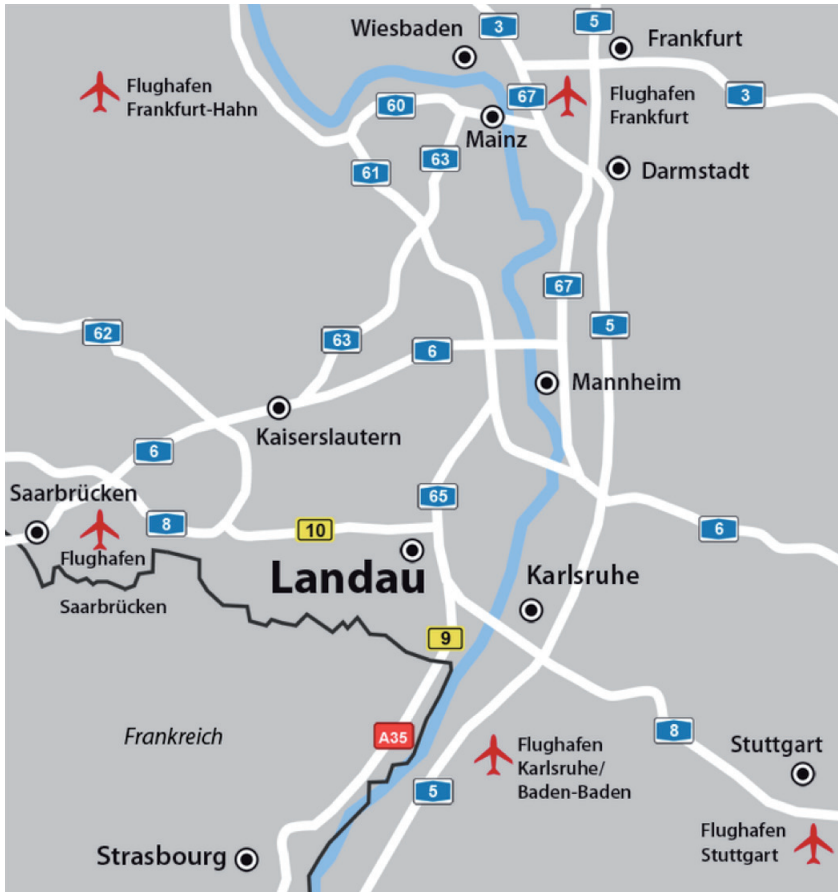 Wiesbaden
3
5
Frankfurt
Flughafen
Frankfurt-Hahn
60
67
Flughafen
Frankfurt
3
Mainz
63
61
Darmstadt
67
62
63
6
5
Mannheim
Kaiserslautern
6
Saarbrücken
65
8
10
6
Flughafen
Saarbrücken
Landau
Karlsruhe
9
Frankreich
A35
8
Stuttgart
Flughafen
Karlsruhe/
Baden-Baden
5
Flughafen
Stuttgart
Strasbourg